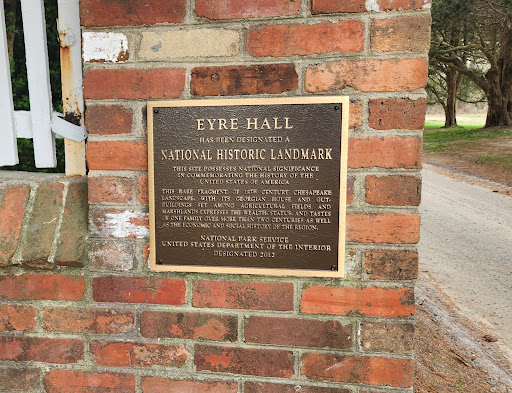 EYRE HALL
HAS BEEN DESIGNATED A
NATIONAL HISTORIC LANDMARK
THIS SITE POSSESSES NATIONAL SIGNIFICANCE
IN COMMEMORATING THE HISTORY OF THE
UNITED STATES OF AMERICA
THIS RARE FRAGMENT OF 18TH CENTURY CHESAPEAKE
LANDSCAPE WITH ITS GEORGIAN HOUSE AND OUT-
BUILDINGS SET AMONG AGRICULTURAL FIELDS AND
MARSHLANDS EXPRESSES THE WEALTH, STATUS AND TASTES
OF ONE FAMILY OVER MORE THAN TWO CENTURIES AS WELL
AS THE ECONOMIC AND SOCIAL HISTORY OF THE REGION.
NATIONAL PARK SERVICE
UNITED STATES DEPARTMENT OF THE INTERIOR
DESIGNATED 2012